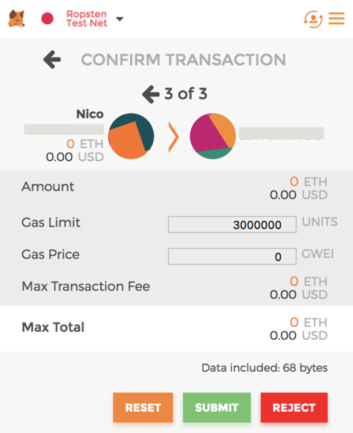 Ropsten
Test Net
CONFIRM TRANSACTION
3 of 3
Nico
0 ETH
0.00 USD
Amount
0 ETH
0.00 USD
Gas Limit 3000000 UNITS
Gas Price 0 GWEI
Max Transaction Fee
0 ETH
0.00 USD
Max Total
0 ETH
0.00 USD
Data included: 68 bytes
RESET SUBMIT REJECT